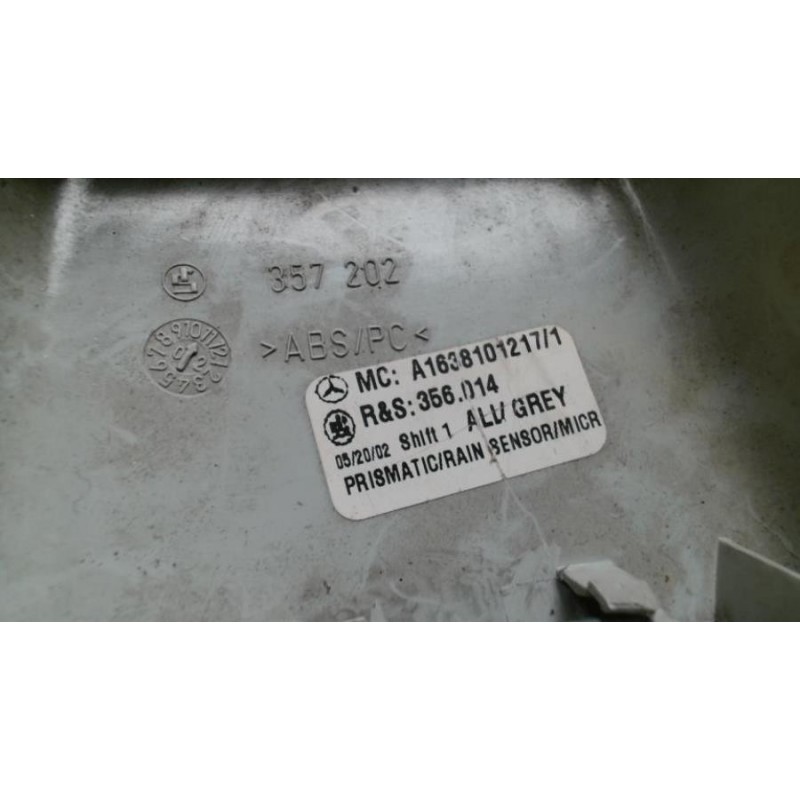 357 202
>ABS/PC<
MC: A1638101217/1
R&S: 356.014
05/20/02 Shift 1 ALU GREY
PRISMATIC/RAIN SENSOR/MICR